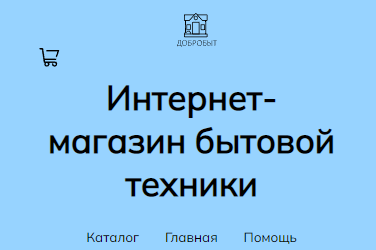 ДОБРОБЫТ
Интернет-
магазин бытовой
техники
Каталог Главная Помощь